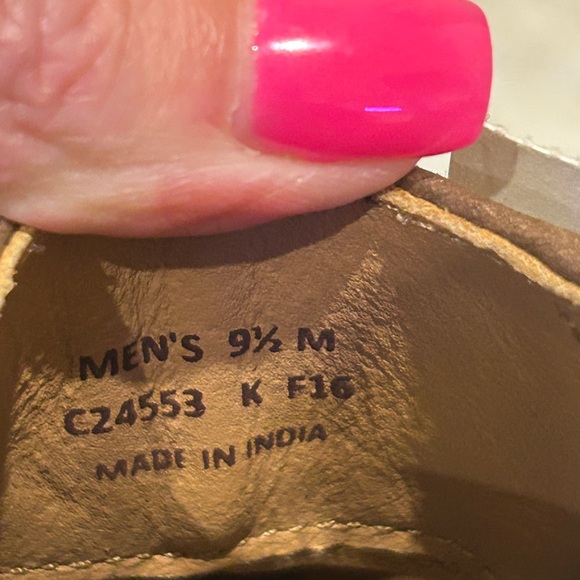 MEN'S 9½ M
C24553 K F16
MADE IN INDIA